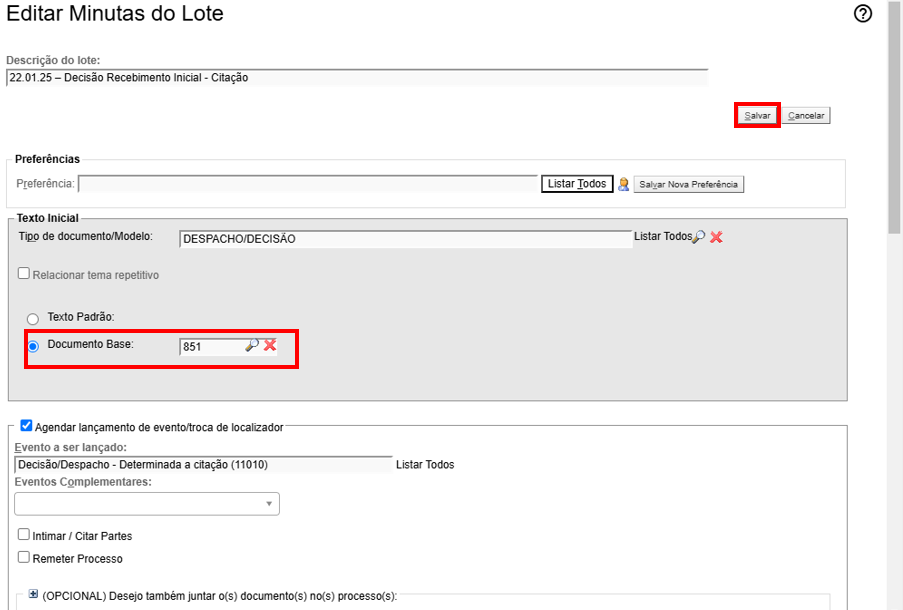 Editar Minutas do Lote
Descrição do lote:
22.01.25 – Decisão Recebimento Inicial - Citação
Salvar Cancelar
Preferências
Preferência: Listar Todos Salvar Nova Preferência
Texto Inicial
Tipo de documento/Modelo: DESPACHO/DECISÃO Listar Todos
Relacionar tema repetitivo
Texto Padrão:
Documento Base: 851
Agendar lançamento de evento/troca de localizador
Evento a ser lançado:
Decisão/Despacho - Determinada a citação (11010) Listar Todos
Eventos Complementares:
Intimar / Citar Partes
Remeter Processo
(OPCIONAL) Desejo também juntar o(s) documento(s) no(s) processo(s):